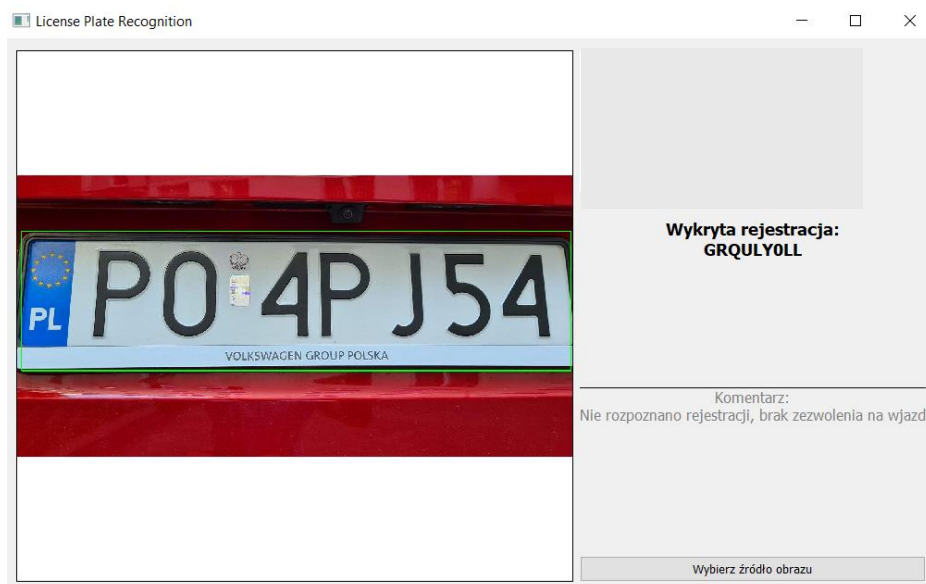 License Plate Recognition
PL
PO 4PJ54
VOLKSWAGEN GROUP POLSKA
Wykryta rejestracja:
GRQULY0LL
Komentarz:
Nie rozpoznano rejestracji, brak zezwolenia na wjazd
Wybierz źródło obrazu